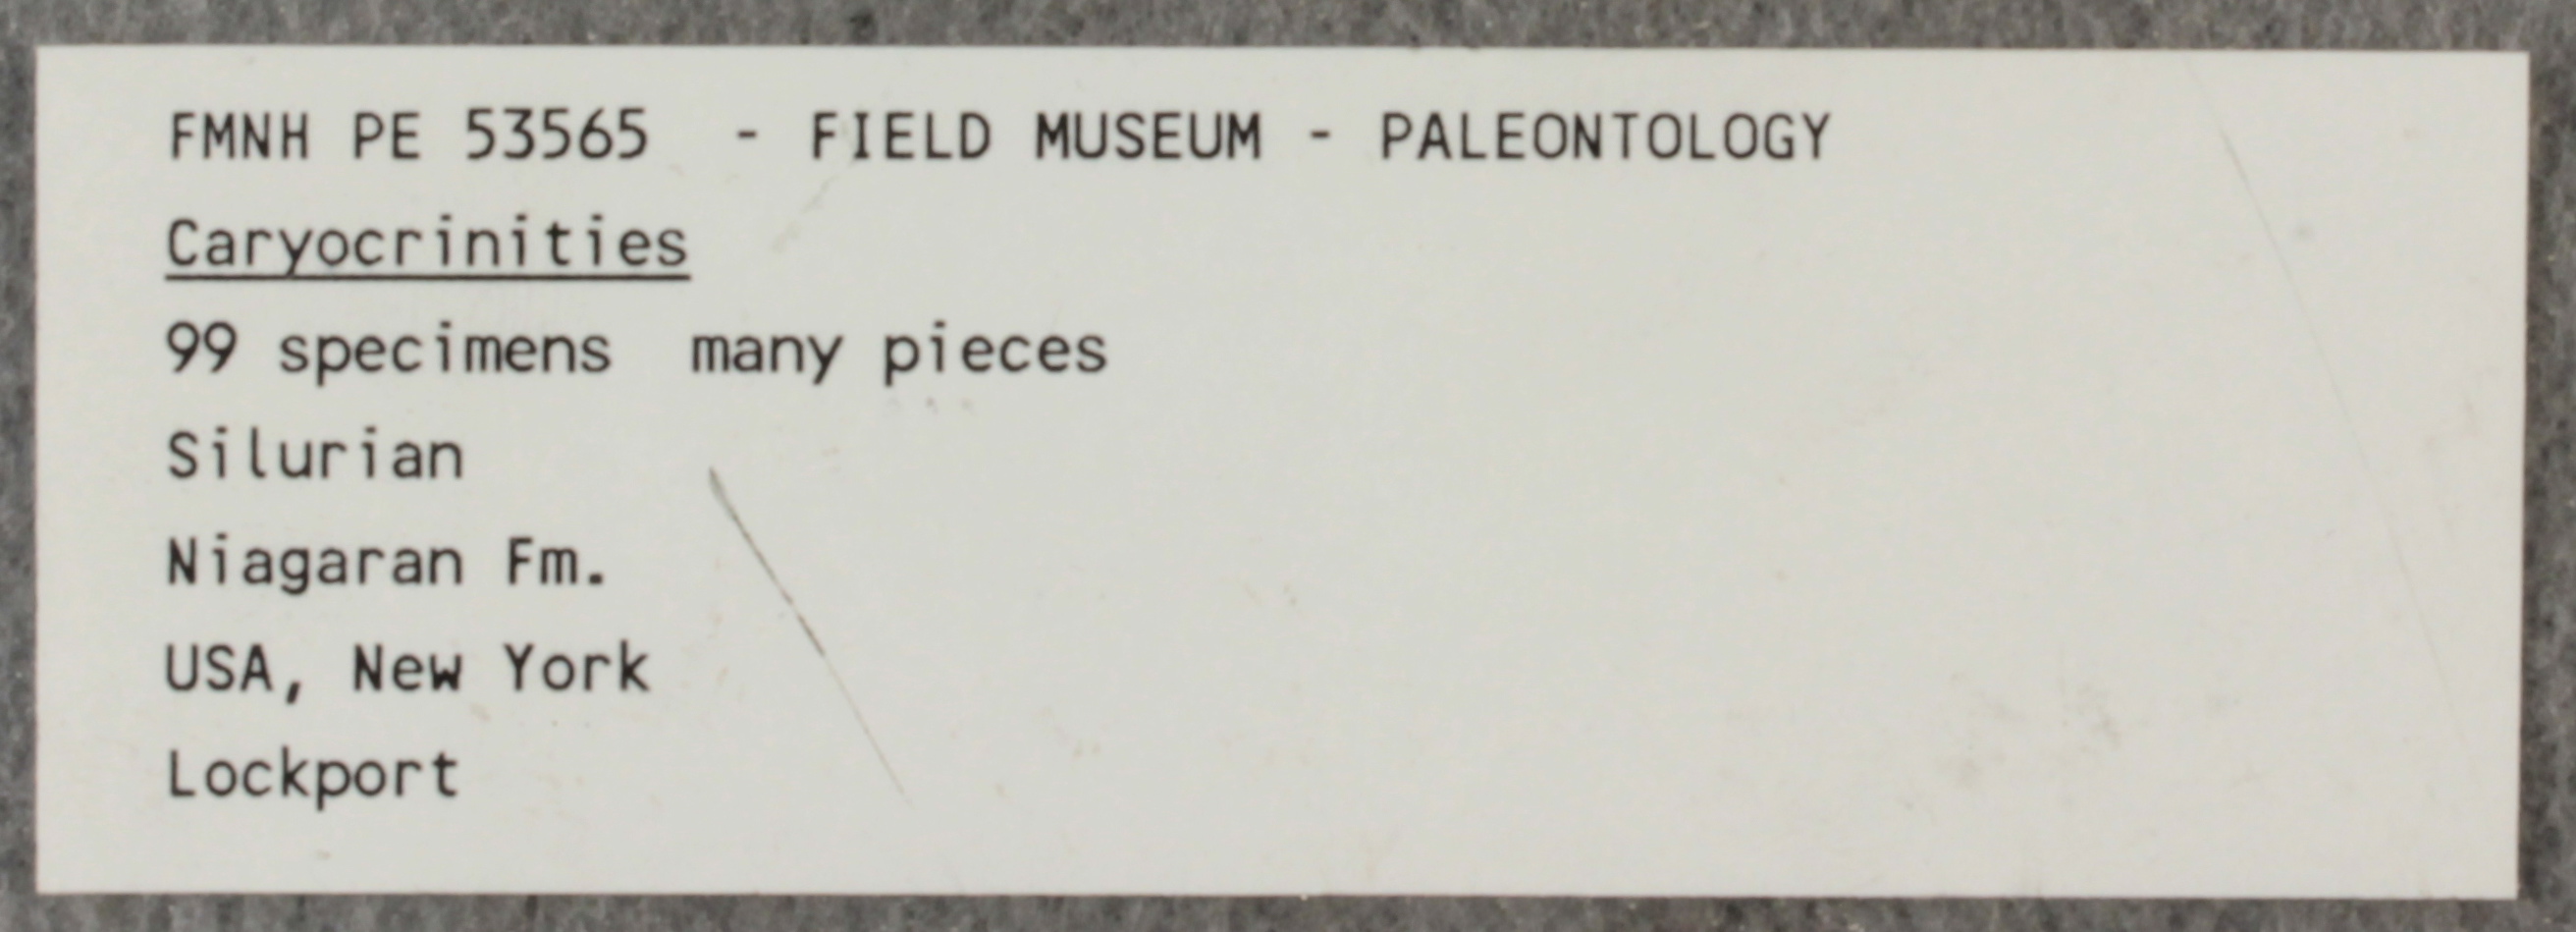 FMNH PE 53565 - FIELD MUSEUM - PALEONTOLOGY
Caryocrinities
99 specimens many pieces
Silurian
Niagaran Fm.
USA, New York
Lockport